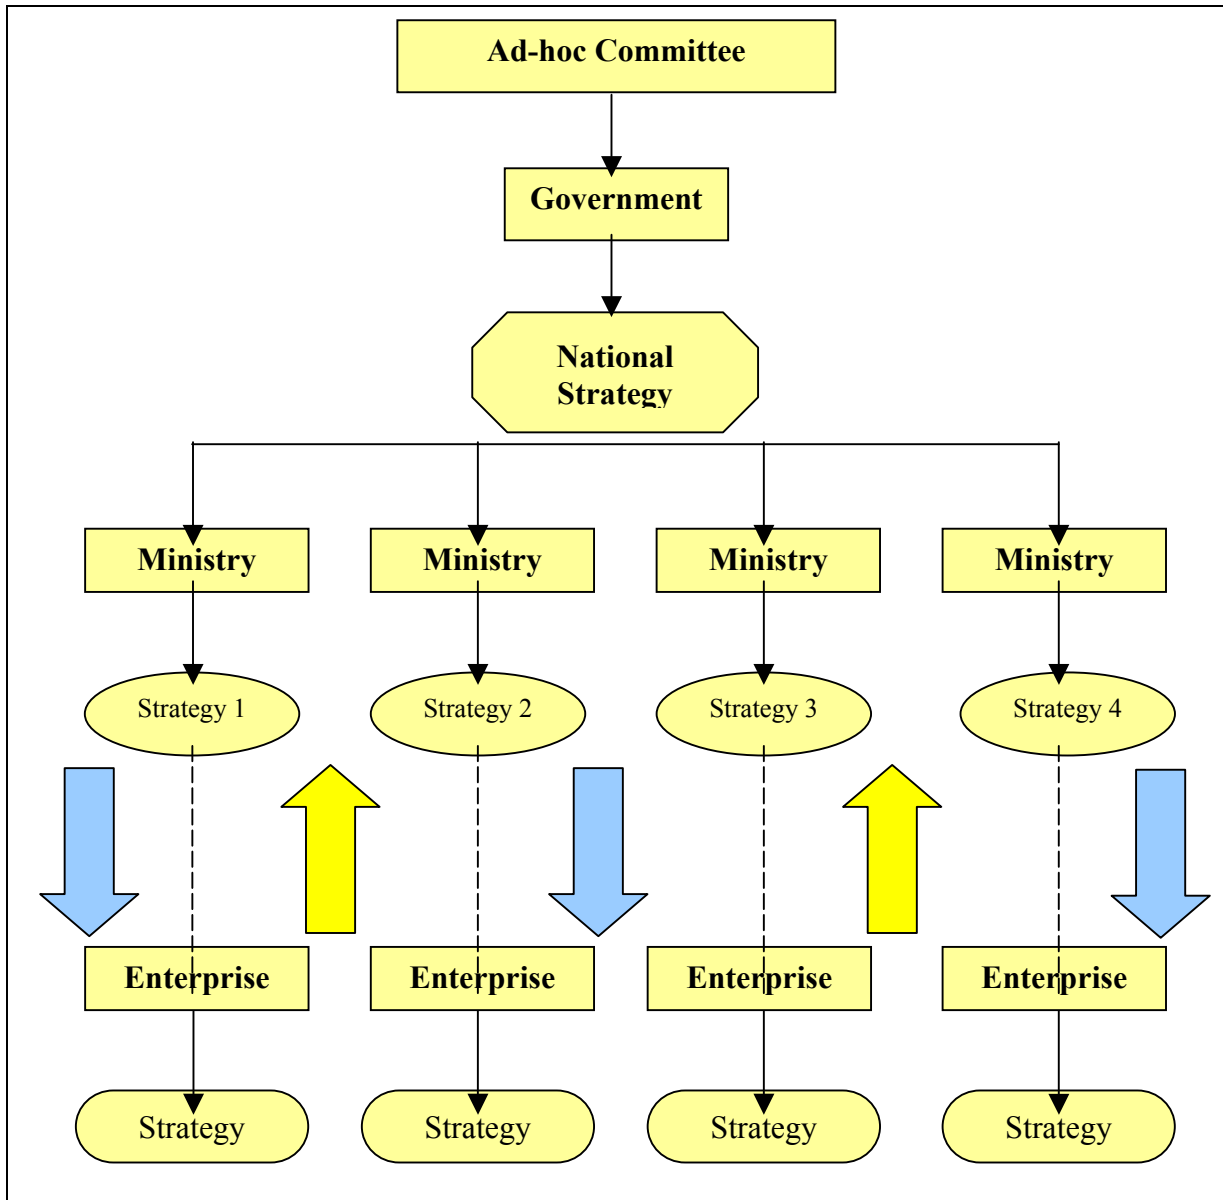 Ad-hoc Committee
Government
National
Strategy
Ministry
Ministry
Ministry
Ministry
Strategy 1
Strategy 2
Strategy 3
Strategy 4
Enterprise
Enterprise
Enterprise
Enterprise
Strategy
Strategy
Strategy
Strategy